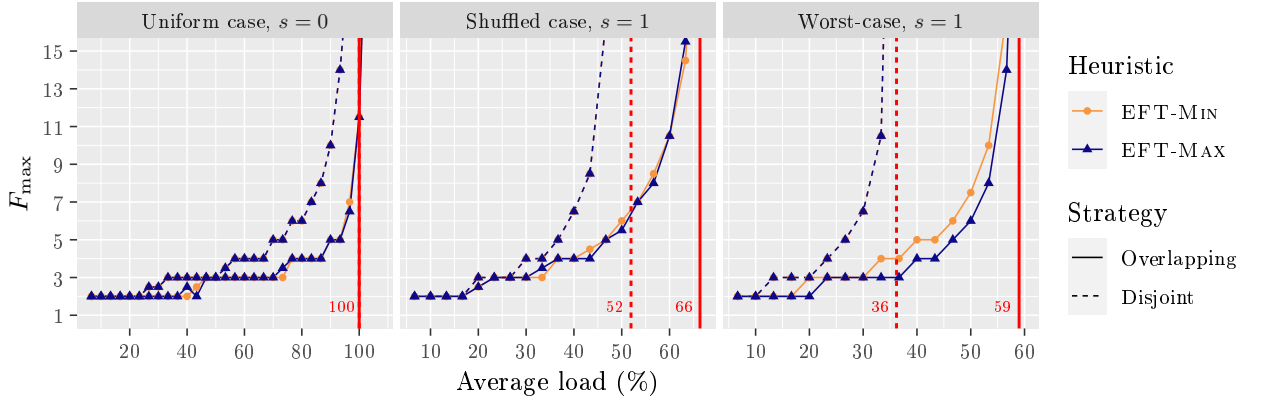 Uniform case, s = 0
Shuffled case, s = 1
Worst-case, s = 1
15
13
11
9
7
5
3
1
Fmax
100
52
66
36
59
20
40
60
80
100
10
20
30
40
50
60
10
20
30
40
50
60
Average load (%)
Heuristic
EFT-Min
EFT-Max
Strategy
Overlapping
Disjoint